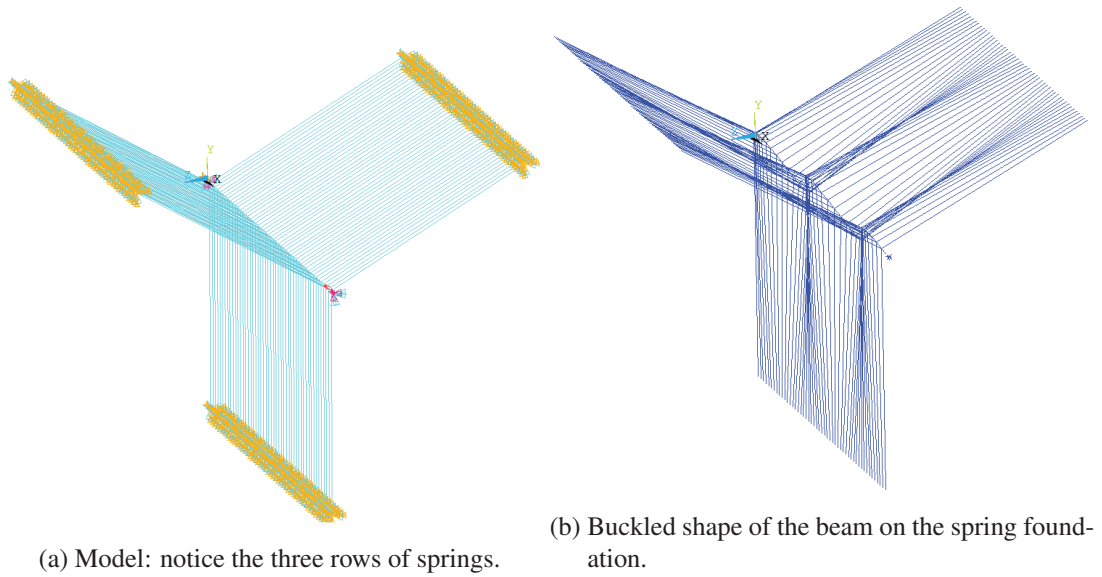 Y
X
Y
X
(a) Model: notice the three rows of springs.
(b) Buckled shape of the beam on the spring found-
ation.